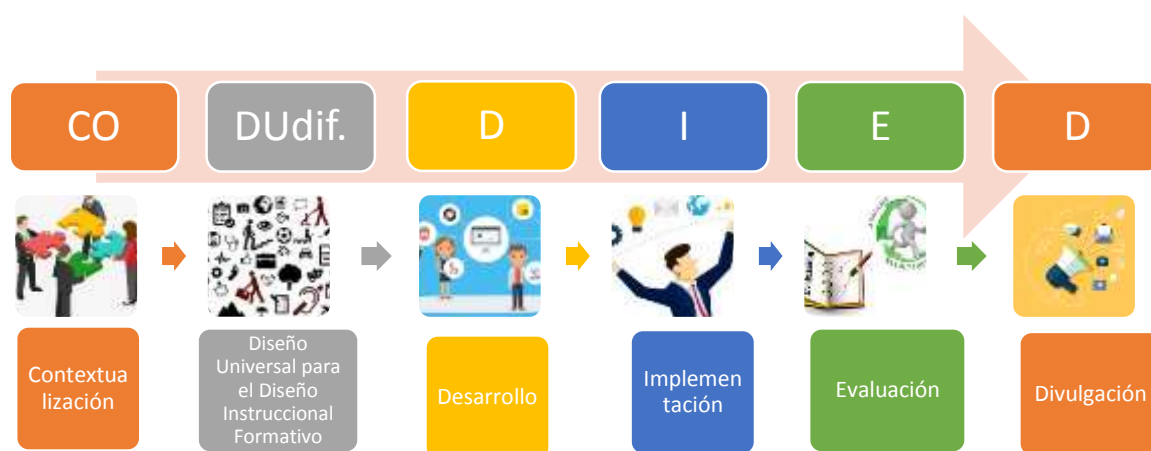 CO
DUdif.
D
I
E
D
Contextua
lización
Diseño
Universal para
el Diseño
Instruccional
Formativo
Desarrollo
Implemen
tación
Evaluación
Divulgación